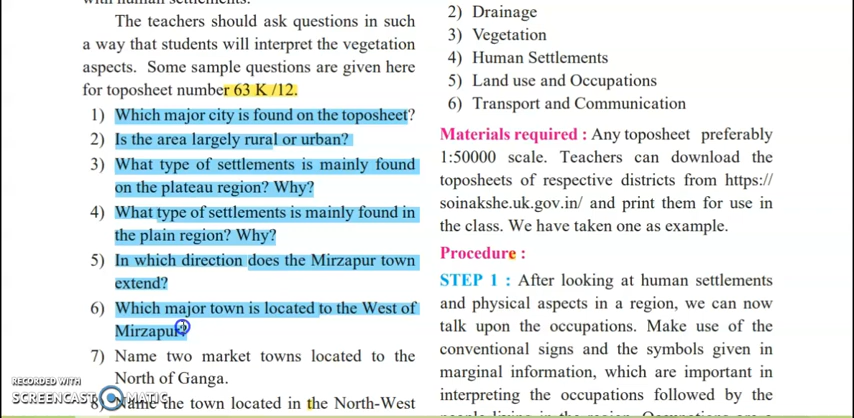 The teachers should ask questions in such
a way that students will interpret the vegetation
aspects. Some sample questions are given here
for toposheet number 63 K /12.
1) Which major city is found on the toposheet?
2) Is the area largely rural or urban?
3) What type of settlements is mainly found
on the plateau region? Why?
4) What type of settlements is mainly found in
the plain region? Why?
5) In which direction does the Mirzapur town
extend?
6) Which major town is located to the West of
Mirzapur?
7) Name two market towns located to the
North of Ganga.
8) Name the town located in the North-West
2) Drainage
3) Vegetation
4) Human Settlements
5) Land use and Occupations
6) Transport and Communication
Materials required : Any toposheet preferably
1:50000 scale. Teachers can download the
toposheets of respective districts from https://
soinakshe.uk.gov.in/ and print them for use in
the class. We have taken one as example.
Procedure :
STEP 1 : After looking at human settlements
and physical aspects in a region, we can now
talk upon the occupations. Make use of the
conventional signs and the symbols given in
marginal information, which are important in
interpreting the occupations followed by the
RECORDED WITH
SCREENCAST MATIC